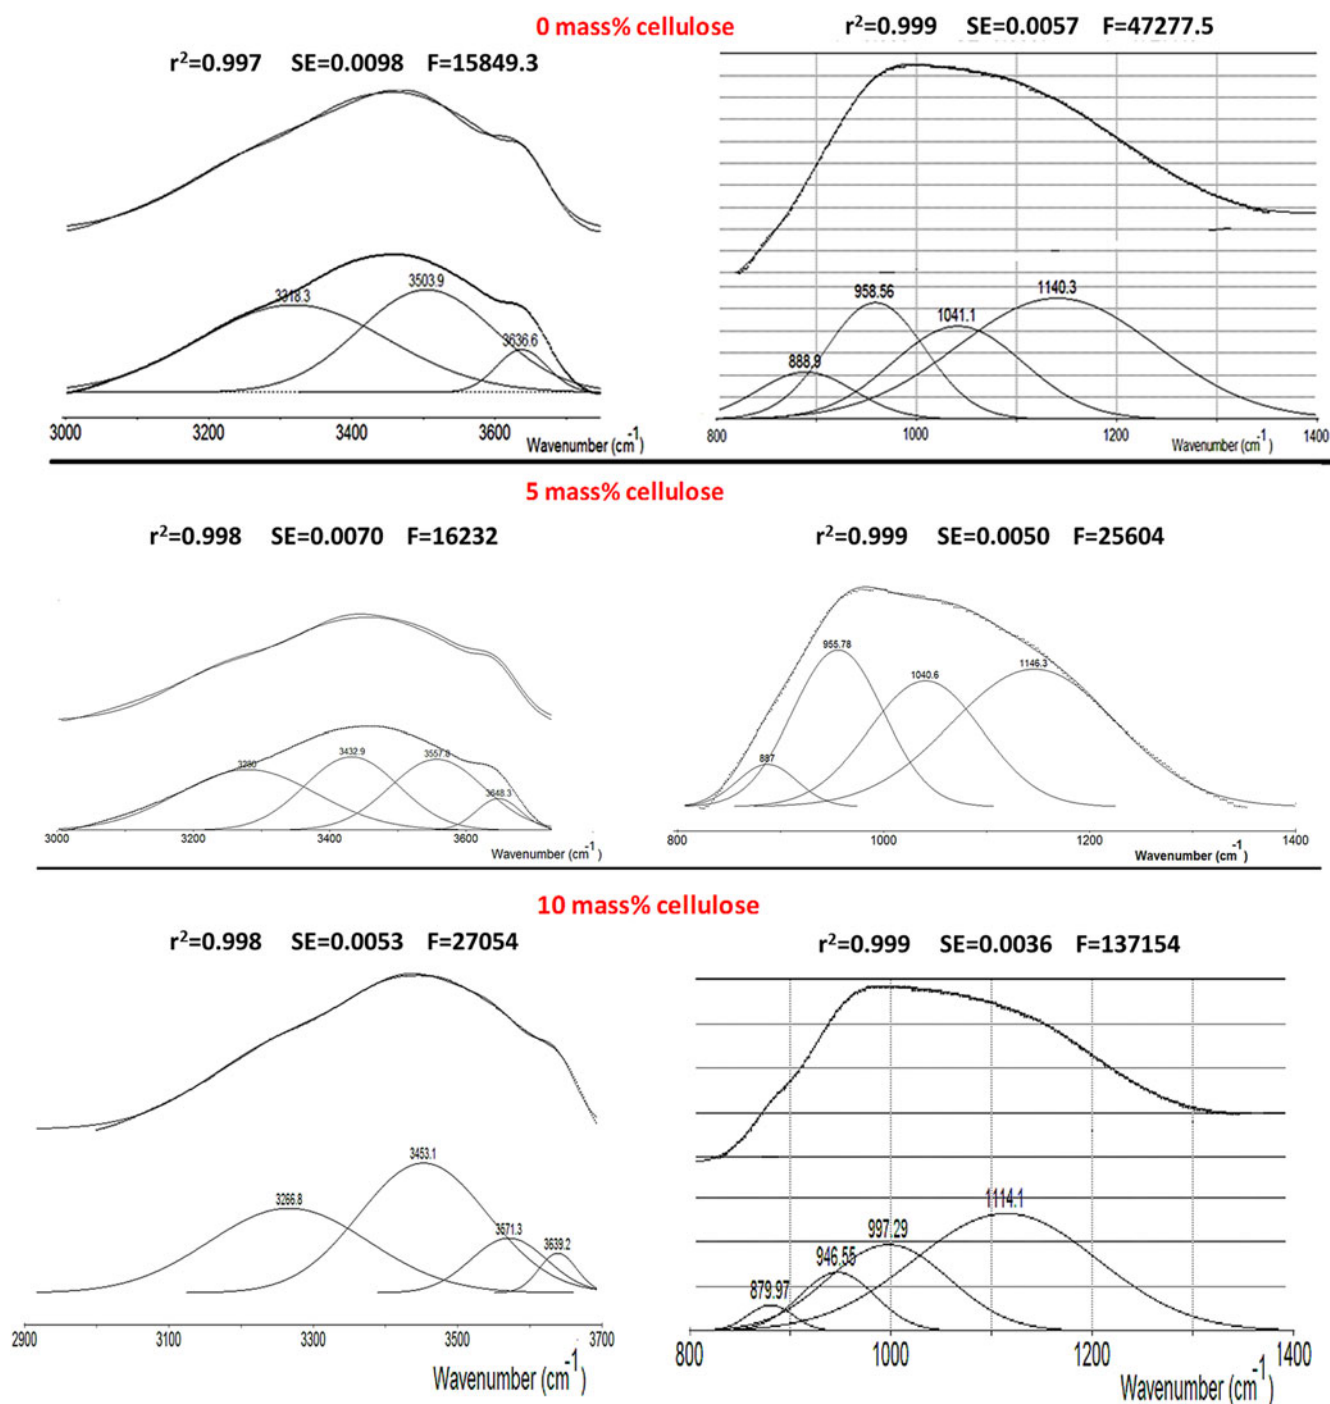 0 mass% cellulose
r²=0.997 SE=0.0098 F=15849.3
r²=0.999 SE=0.0057 F=47277.5
3318.3
3503.9
3636.6
3000 3200 3400 3600
Wavenumber (cm⁻¹
958.56
1041.1
1140.3
888.9
800 1000 1200 1400
Wavenumber (cm⁻¹)
5 mass% cellulose
r²=0.998 SE=0.0070 F=16232
r²=0.999 SE=0.0050 F=25604
3280
3432.9
3557.8
3648.3
3000 3200 3400 3600
Wavenumber (cm⁻¹)
955.78
1040.6
1146.3
887
800 1000 1200 1400
Wavenumber (cm⁻¹)
10 mass% cellulose
r²=0.998 SE=0.0053 F=27054
r²=0.999 SE=0.0036 F=137154
3266.8
3453.1
3571.3
3639.2
2900 3100 3300 3500 3700
Wavenumber (cm⁻¹)
879.97
946.55
997.29
1114.1
800 1000 1200 1400
Wavenumber (cm⁻¹)